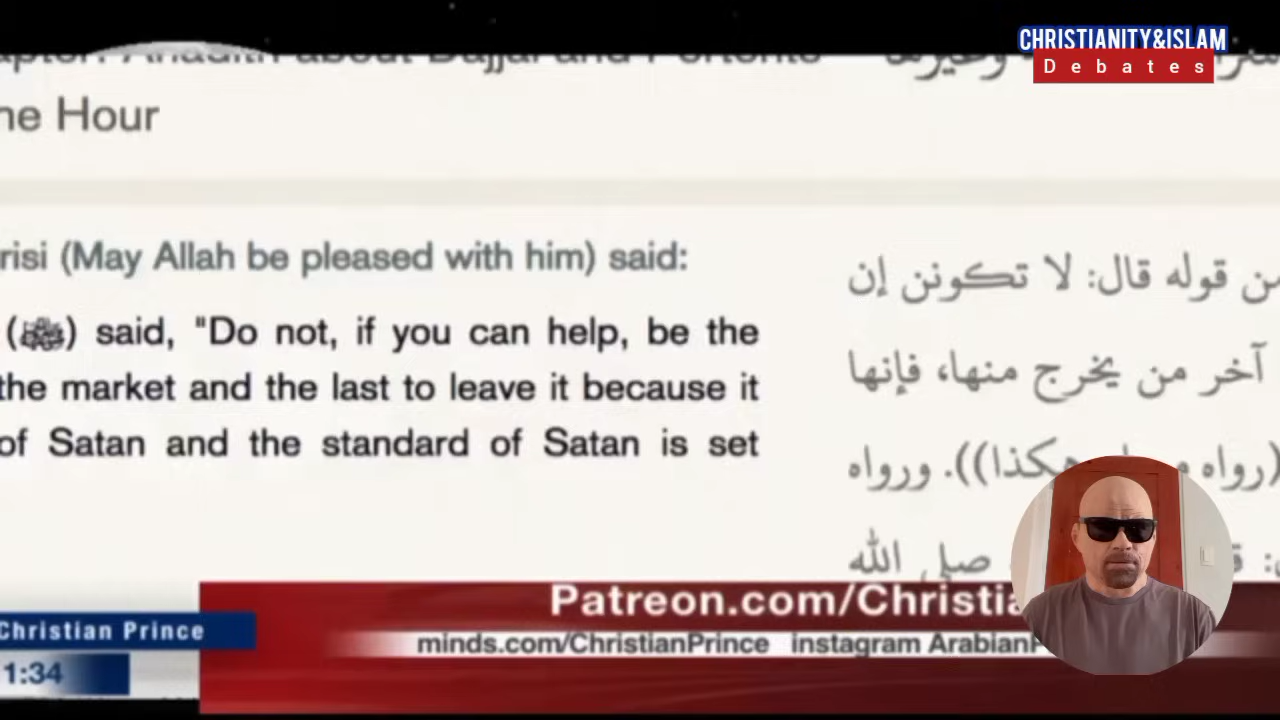 CHRISTIANITY&ISLAM
Debates
he Hour
risi (May Allah be pleased with him) said:
(ﷺ) said, "Do not, if you can help, be the
the market and the last to leave it because it
of Satan and the standard of Satan is set
من قوله قال: لا تكونن إن
آخر من يخرج منها، فإنها
ورواه
صلى الله
Patreon.com/Christia
Christian Prince
minds.com/ChristianPrince instagram ArabianP
1:34